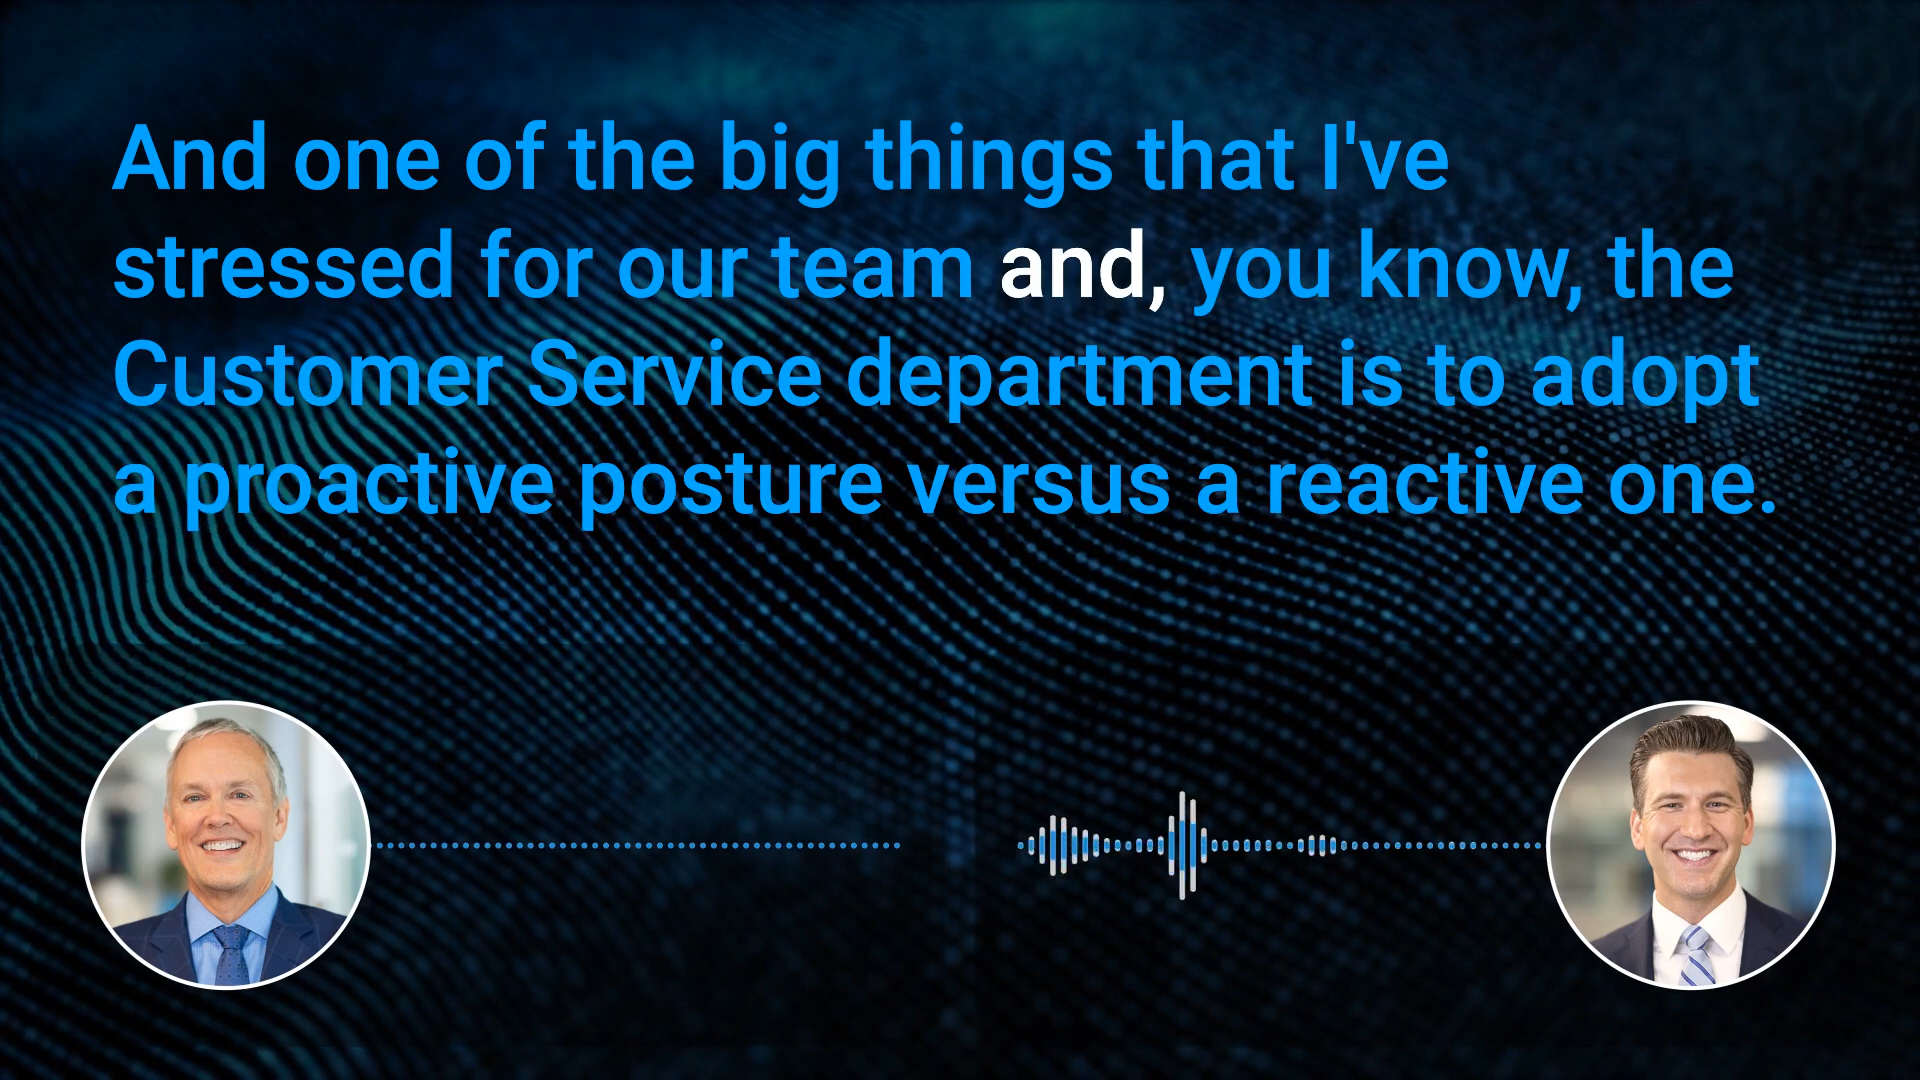 And one of the big things that I've
stressed for our team and, you know, the
Customer Service department is to adopt
a proactive posture versus a reactive one.